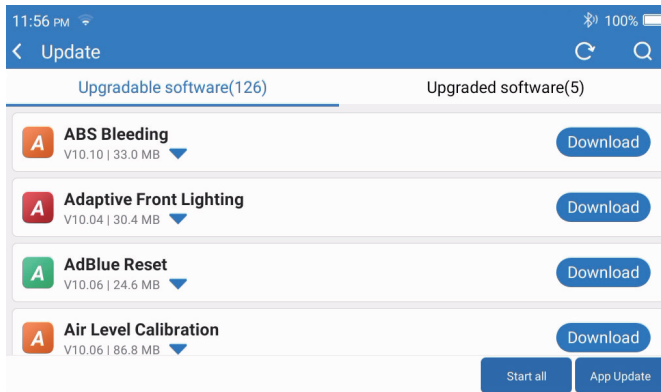 11:56 PM 100%
Update
Upgradable software(126) Upgraded software(5)
A ABS Bleeding
V10.10 | 33.0 MB
Download
A Adaptive Front Lighting
V10.04 | 30.4 MB
Download
A AdBlue Reset
V10.06 | 24.6 MB
Download
A Air Level Calibration
V10.06 | 86.8 MB
Download
Start all App Update